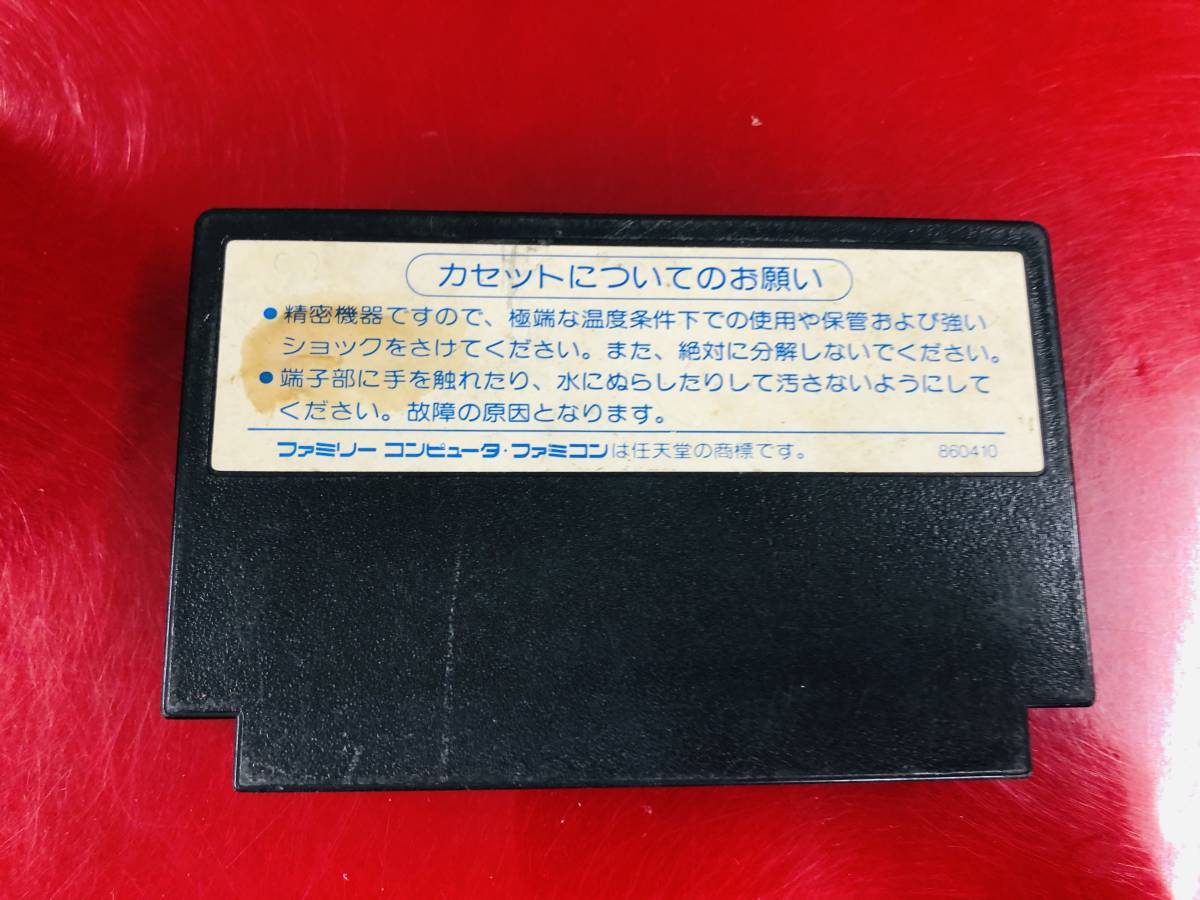 カセットについてのお願い
●精密機器ですので、極端な温度条件下での使用や保管および強い
ショックをさけてください。また、絶対に分解しないでください。
●端子部に手を触れたり、水にぬらしたりして汚さないようにして
ください。故障の原因となります。
ファミリー コンピュータ・ファミコンは任天堂の商標です。 860410